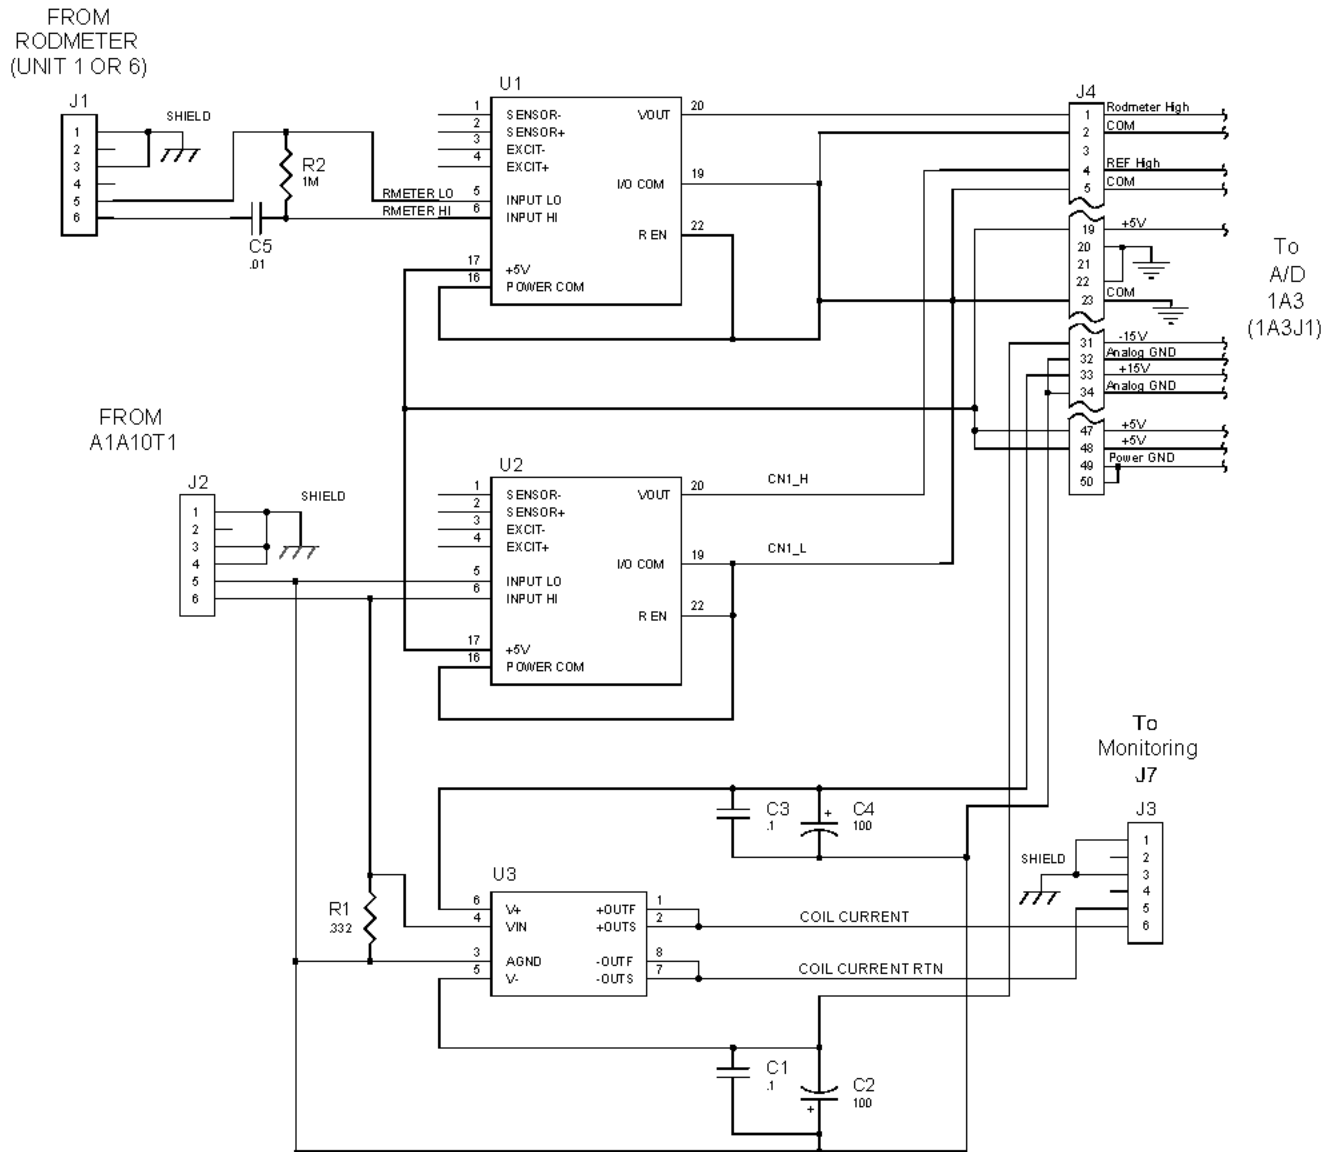 FROM
RODMETER
(UNIT 1 OR 6)
J1
1
2
3
4
5
6
SHIELD
R2
1M
C5
.01
RMETER LO
RMETER HI
U1
1 SENSOR-
2 SENSOR+
3 EXCIT-
4 EXCIT+
5 INPUT LO
6 INPUT HI
17 +5V
16 POWER COM
VOUT 20
I/O COM 19
R EN 22
J4
1 Rodmeter High
2 COM
3
4 REF High
5 COM
19 +5V
20
21
22
23 COM
31 -15V
32 Analog GND
33 +15V
34 Analog GND
47 +5V
48 +5V
49 Power GND
50
To
A/D
1A3
(1A3J1)
FROM
A1A10T1
J2
1
2
3
4
5
6
SHIELD
U2
1 SENSOR-
2 SENSOR+
3 EXCIT-
4 EXCIT+
5 INPUT LO
6 INPUT HI
17 +5V
16 POWER COM
VOUT 20
I/O COM 19
R EN 22
CN1_H
CN1_L
To
Monitoring
J7
J3
1
2
3
4
5
6
SHIELD
C3
.1
C4
100
+
R1
.332
U3
6 V+
4 VIN
3 AGND
5 V-
+OUTF 1
+OUTS 2
-OUTF 8
-OUTS 7
COIL CURRENT
COIL CURRENT RTN
C1
.1
C2
100
+